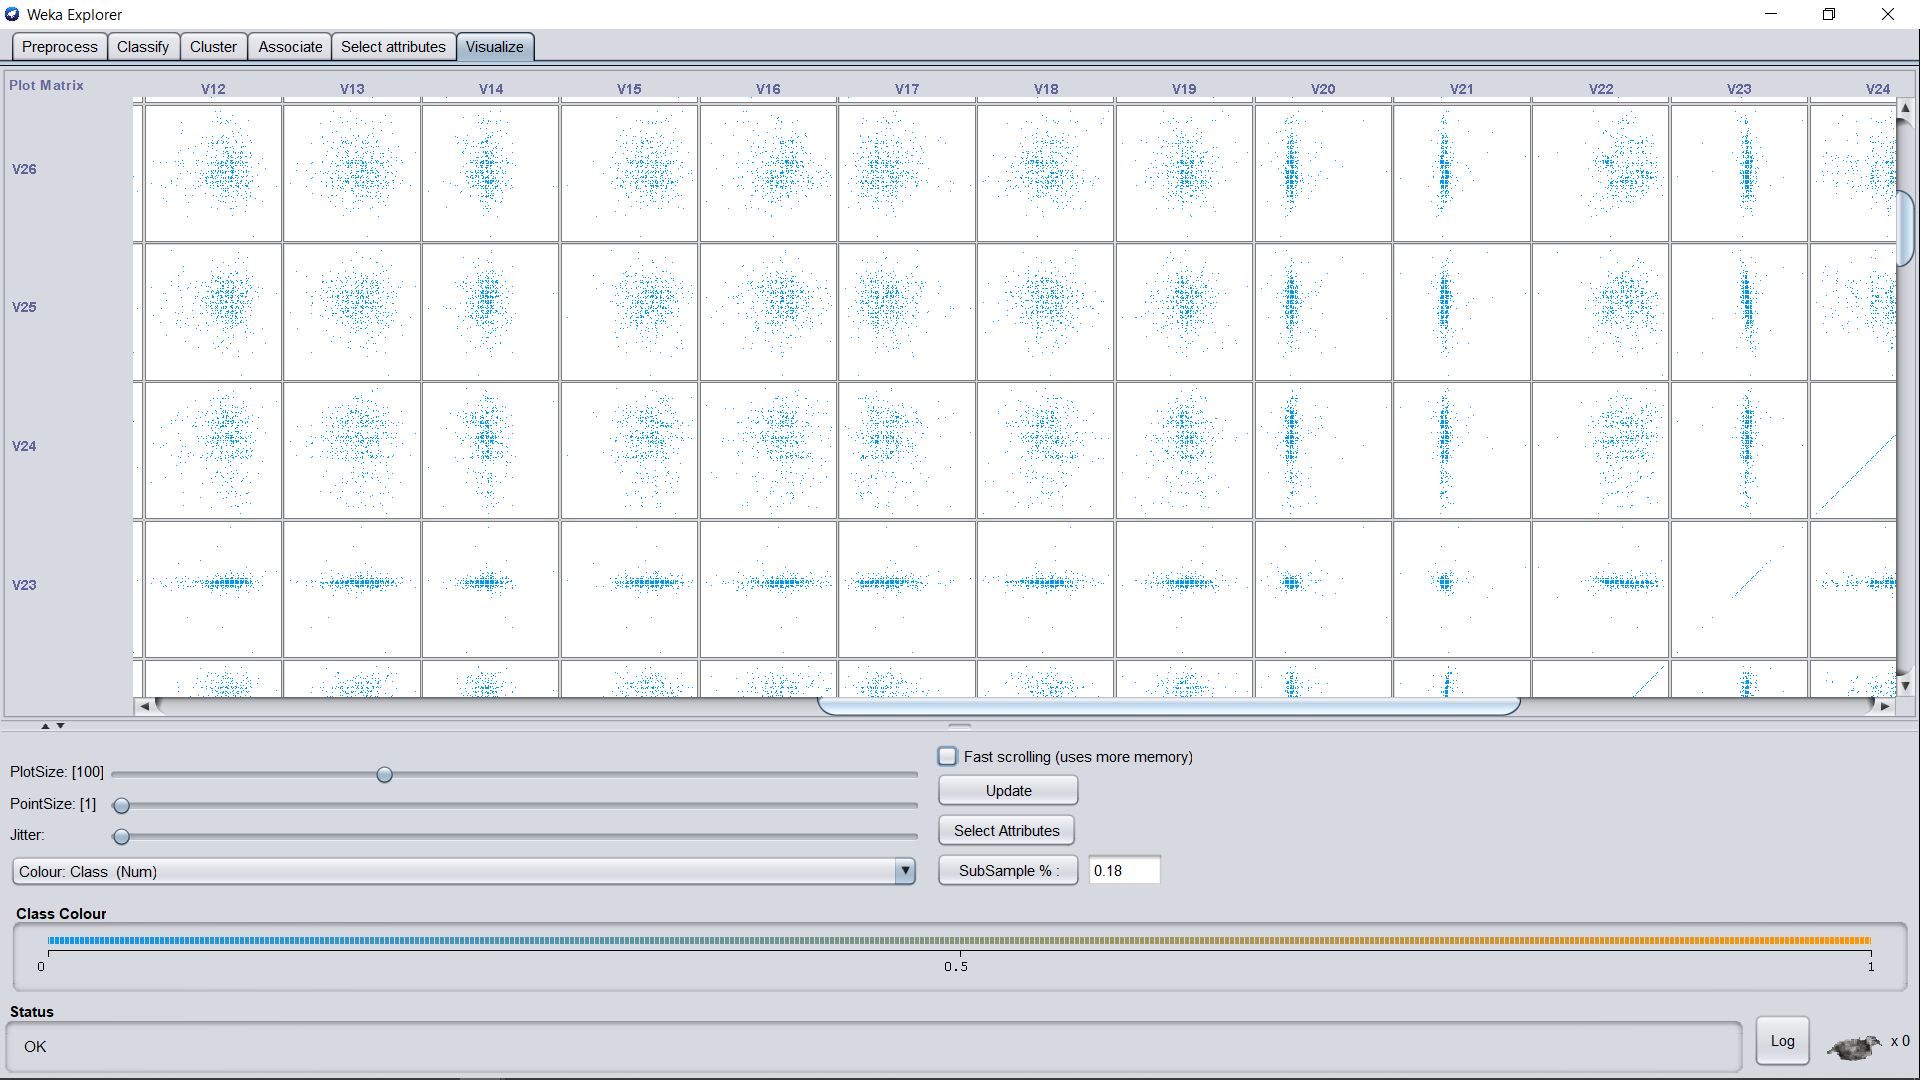 Weka Explorer
Preprocess Classify Cluster Associate Select attributes Visualize
Plot Matrix
V12 V13 V14 V15 V16 V17 V18 V19 V20 V21 V22 V23 V24
V26
V25
V24
V23
PlotSize: [100]
PointSize: [1]
Jitter:
Colour: Class (Num)
Fast scrolling (uses more memory)
Update
Select Attributes
SubSample % : 0.18
Class Colour
0 0.5 1
Status
OK
Log x 0